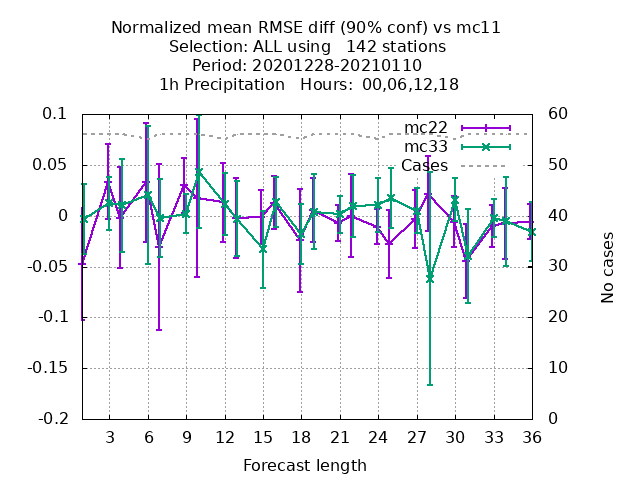 Normalized mean RMSE diff (90% conf) vs mc11
Selection: ALL using   142 stations
Period: 20201228-20210110
1h Precipitation   Hours:  00,06,12,18
mc22
mc33
Cases
0.1
0.05
0
-0.05
-0.1
-0.15
-0.2
60
50
40
30
20
10
0
No cases
3 6 9 12 15 18 21 24 27 30 33 36
Forecast length